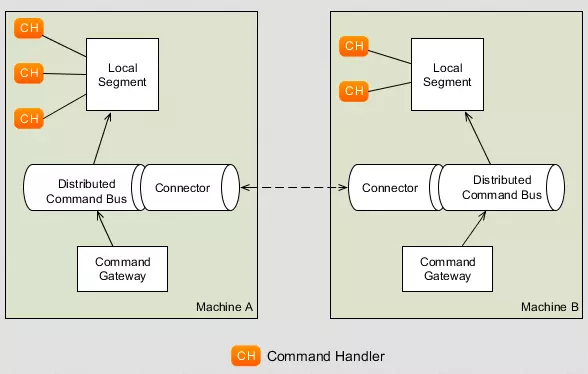 CH
CH
CH
Local
Segment
Distributed
Command Bus
Connector
Command
Gateway
Machine A
CH
CH
Local
Segment
Connector
Distributed
Command Bus
Command
Gateway
Machine B
CH Command Handler